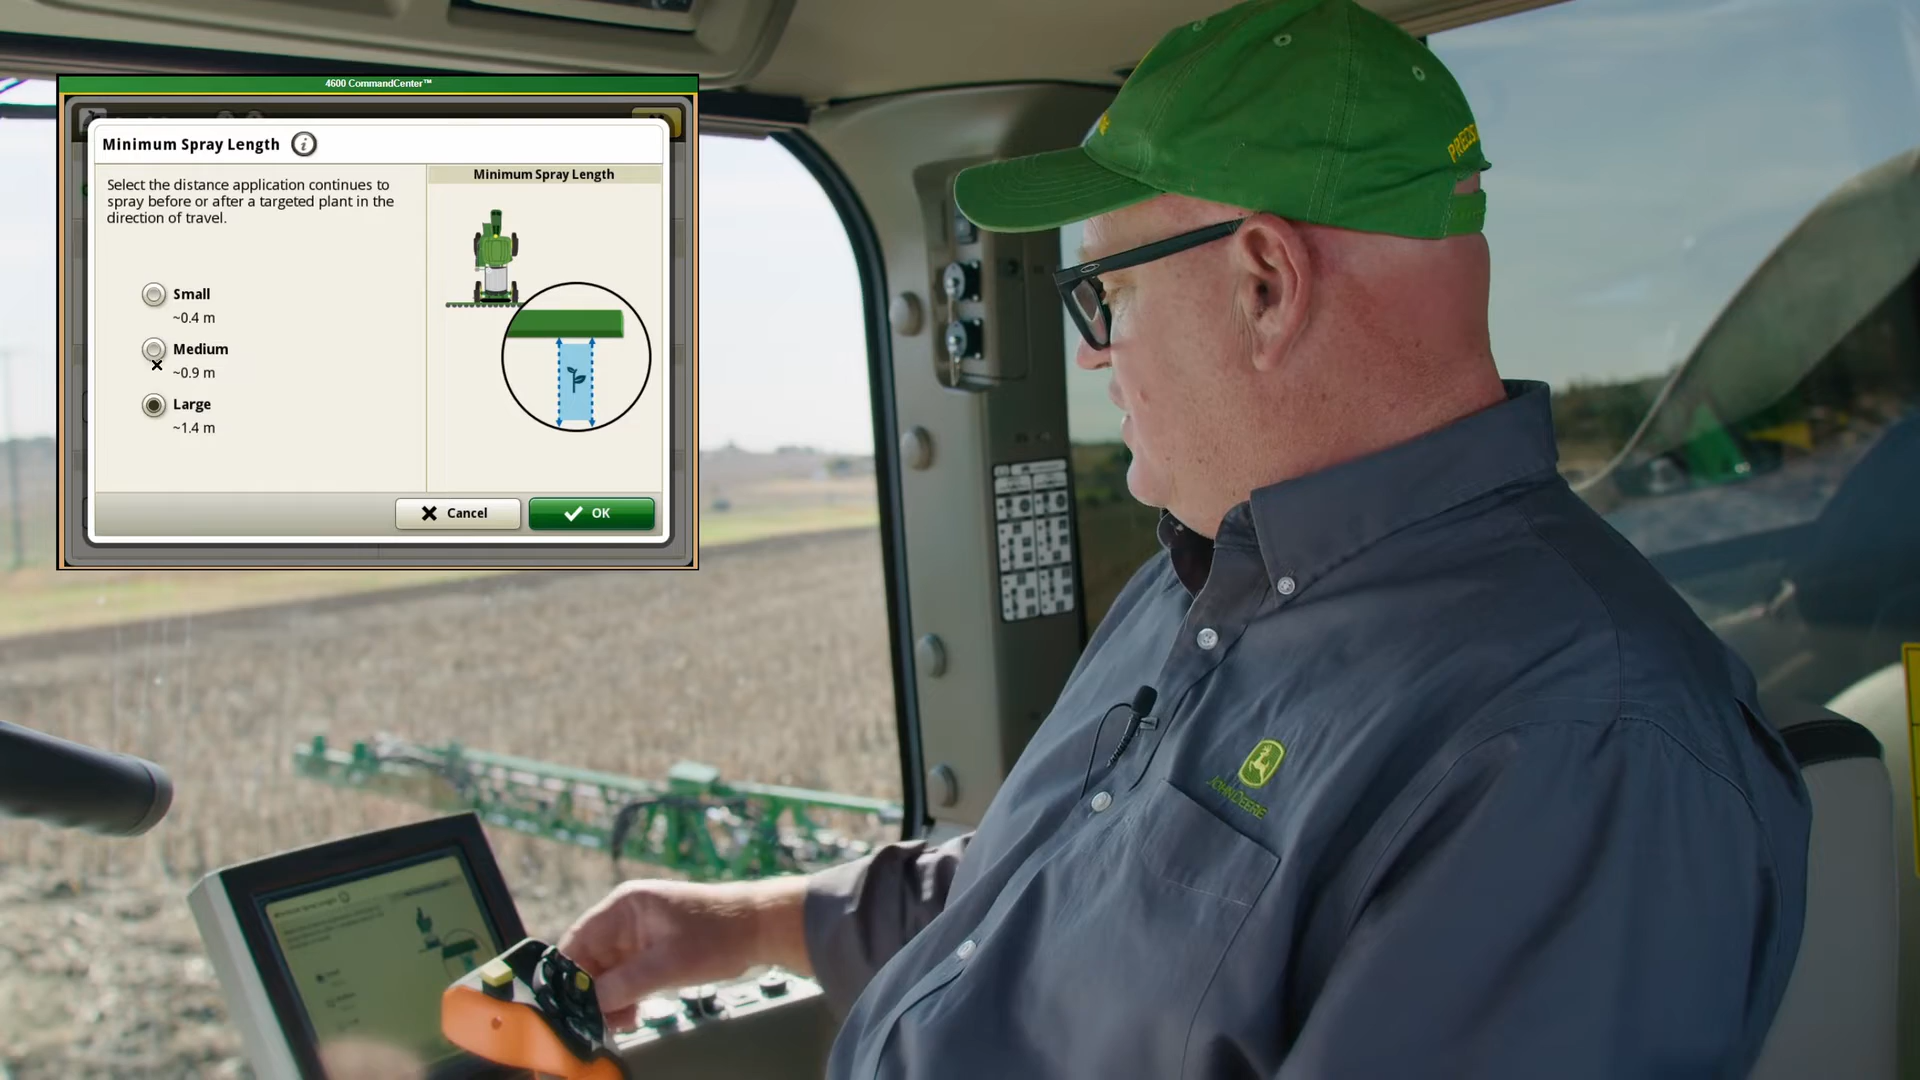 4600 CommandCenter™
Minimum Spray Length
Select the distance application continues to
spray before or after a targeted plant in the
direction of travel.
Small
~0.4 m
Medium
~0.9 m
Large
~1.4 m
Minimum Spray Length
Cancel
OK
JOHN DEERE